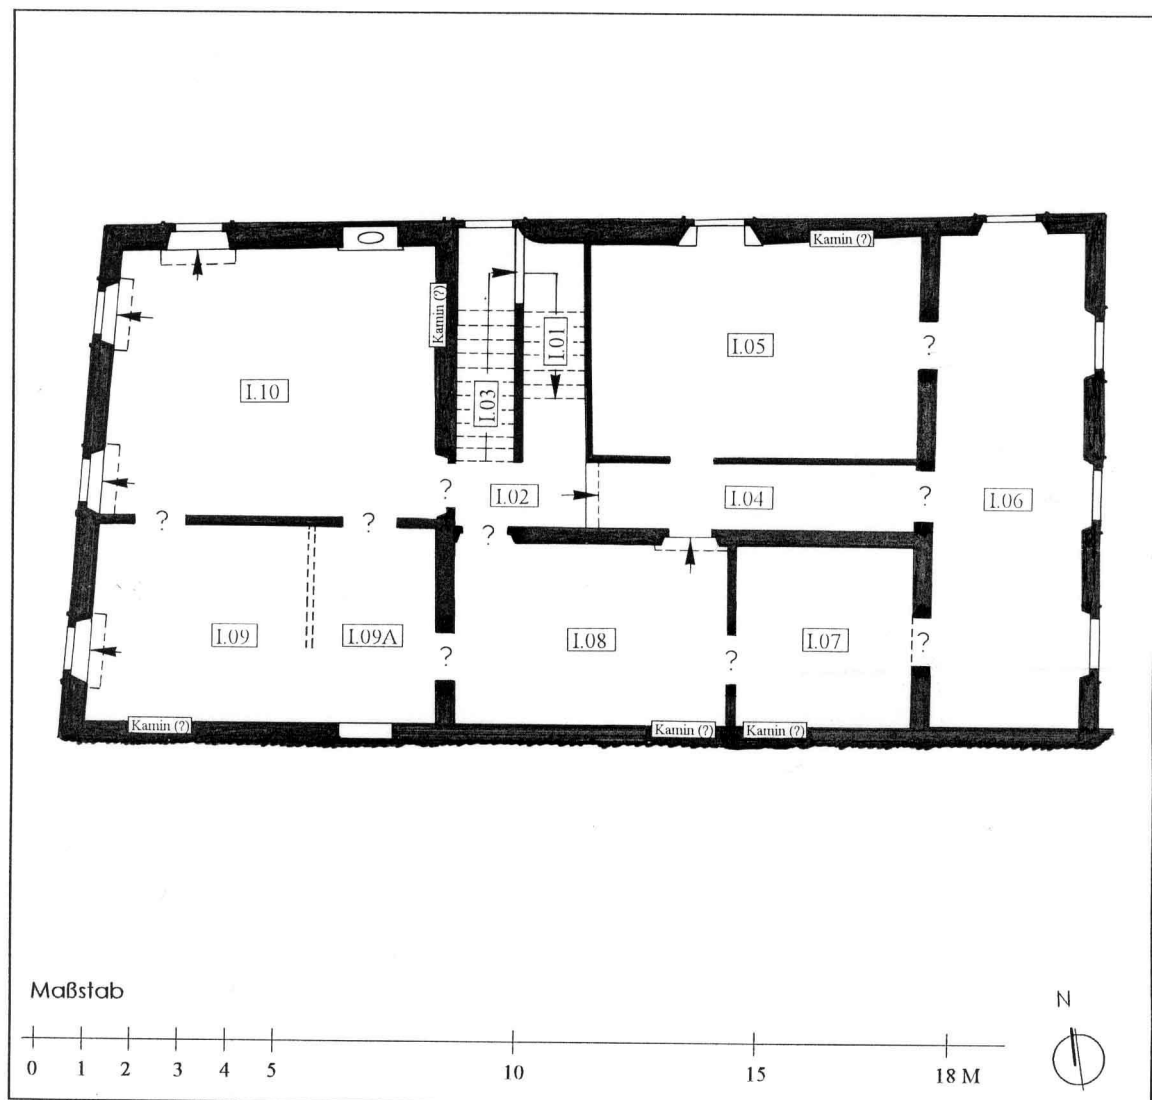 Kamin (?)
Kamin (?)
I.01
I.05
?
I.10
I.03
?
I.02
I.04
?
I.06
?
?
?
I.09
I.09A
?
I.08
?
I.07
?
Kamin (?)
Kamin (?)
Kamin (?)
Maßstab
N
0 1 2 3 4 5 10 15 18 M